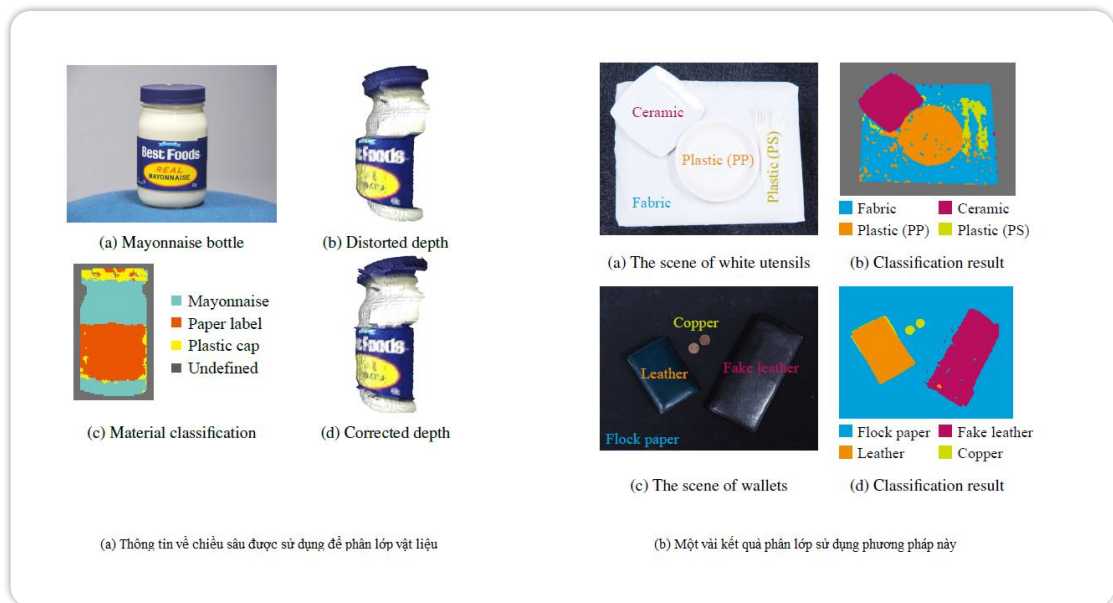 Best Foods
REAL
MAYONNAISE
(a) Mayonnaise bottle
Foods
(b) Distorted depth
Mayonnaise
Paper label
Plastic cap
Undefined
(c) Material classification
Foods
(d) Corrected depth
(a) Thông tin về chiều sâu được sử dụng để phân lớp vật liệu
Ceramic
Plastic (PP)
Plastic (PS)
Fabric
(a) The scene of white utensils
Fabric
Ceramic
Plastic (PP)
Plastic (PS)
(b) Classification result
Copper
Leather
Fake leather
Flock paper
(c) The scene of wallets
Flock paper
Fake leather
Leather
Copper
(d) Classification result
(b) Một vài kết quả phân lớp sử dụng phương pháp này